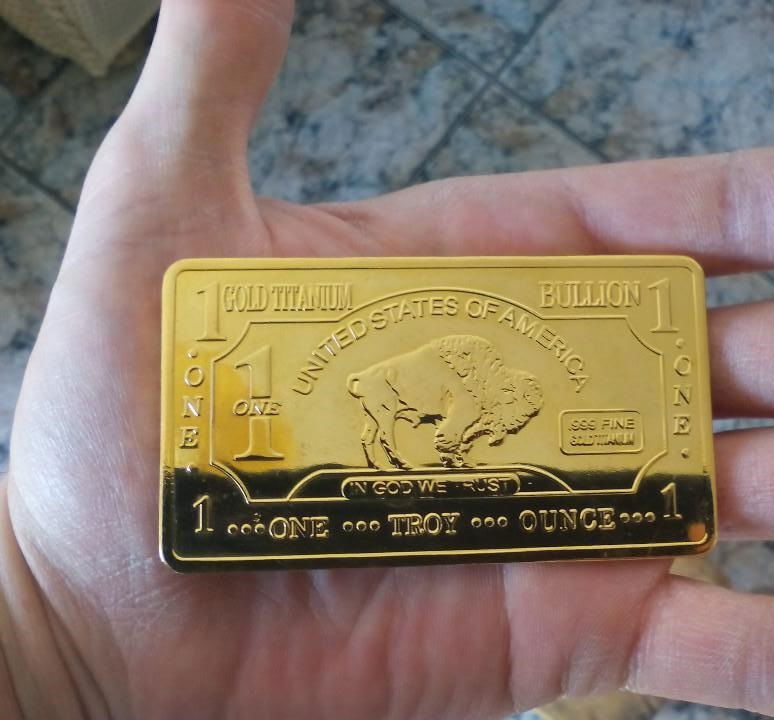 1 GOLD TITANIUM BULLION 1
UNITED STATES OF AMERICA
·ONE·
1
ONE
.999 FINE
GOLD TITANIUM
·ONE·
IN GOD WE TRUST
1 •••ONE ••• TROY ••• OUNCE••• 1